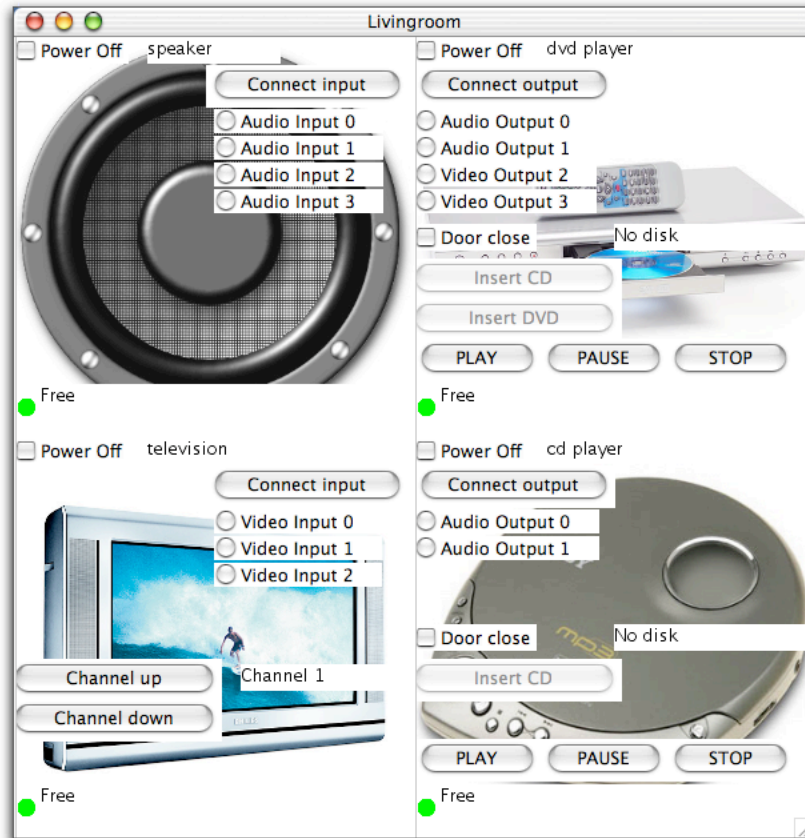 Livingroom
Power Off speaker
Connect input
Audio Input 0
Audio Input 1
Audio Input 2
Audio Input 3
Free
Power Off dvd player
Connect output
Audio Output 0
Audio Output 1
Video Output 2
Video Output 3
Door close No disk
Insert CD
Insert DVD
PLAY PAUSE STOP
Free
Power Off television
Connect input
Video Input 0
Video Input 1
Video Input 2
Channel up Channel 1
Channel down
Free
Power Off cd player
Connect output
Audio Output 0
Audio Output 1
Door close No disk
mp3
Insert CD
PLAY PAUSE STOP
Free